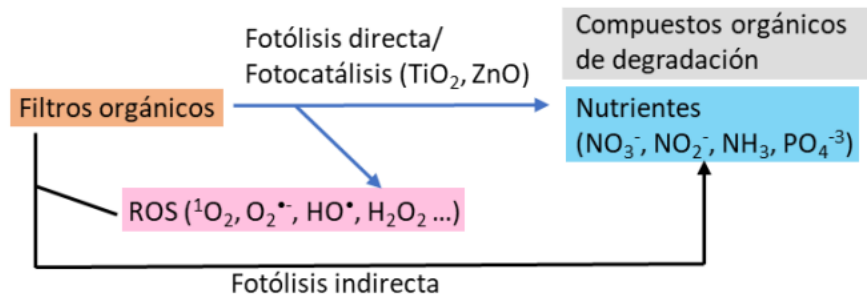 Fotólisis directa/
Fotocatálisis (TiO₂, ZnO)
Compuestos orgánicos
de degradación
Filtros orgánicos
Nutrientes
(NO₃⁻, NO₂⁻, NH₃, PO₄⁻³)
ROS (¹O₂, O₂•⁻, HO•, H₂O₂ ...)
Fotólisis indirecta